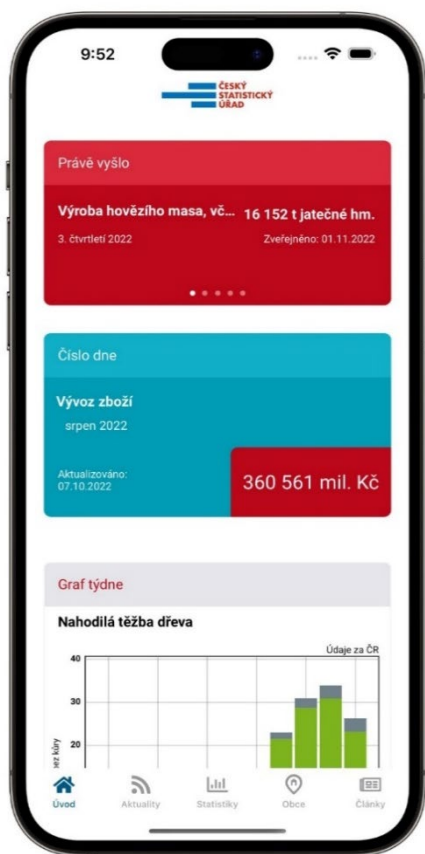 9:52
ČESKÝ
STATISTICKÝ
ÚŘAD
Právě vyšlo
Výroba hovězího masa, vč... 16 152 t jatečné hm.
3. čtvrtletí 2022 Zveřejněno: 01.11.2022
Číslo dne
Vývoz zboží
srpen 2022
Aktualizováno:
07.10.2022
360 561 mil. Kč
Graf týdne
Nahodilá těžba dřeva
Údaje za ČR
40
30
20
bez kůry
Úvod Aktuality Statistiky Obce Články